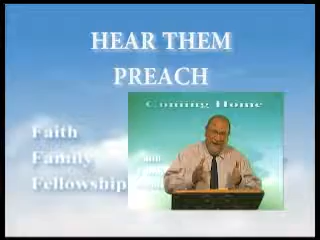 HEAR THEM
PREACH
Coming Home
Faith
Family
Fellowship